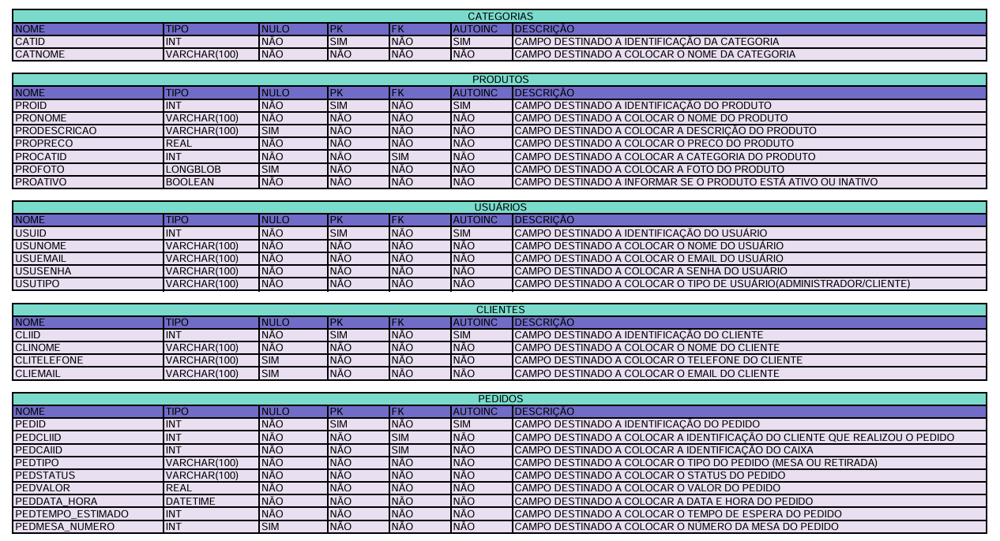 CATEGORIAS
NOME TIPO NULO PK FK AUTOINC DESCRIÇÃO
CATID INT NÃO SIM NÃO SIM CAMPO DESTINADO A IDENTIFICAÇÃO DA CATEGORIA
CATNOME VARCHAR(100) NÃO NÃO NÃO NÃO CAMPO DESTINADO A COLOCAR O NOME DA CATEGORIA
PRODUTOS
NOME TIPO NULO PK FK AUTOINC DESCRIÇÃO
PROID INT NÃO SIM NÃO SIM CAMPO DESTINADO A IDENTIFICAÇÃO DO PRODUTO
PRONOME VARCHAR(100) NÃO NÃO NÃO NÃO CAMPO DESTINADO A COLOCAR O NOME DO PRODUTO
PRODESCRICAO VARCHAR(100) SIM NÃO NÃO NÃO CAMPO DESTINADO A COLOCAR A DESCRIÇÃO DO PRODUTO
PROPRECO REAL NÃO NÃO NÃO NÃO CAMPO DESTINADO A COLOCAR O PRECO DO PRODUTO
PROCATID INT NÃO NÃO SIM NÃO CAMPO DESTINADO A COLOCAR A CATEGORIA DO PRODUTO
PROFOTO LONGBLOB SIM NÃO NÃO NÃO CAMPO DESTINADO A COLOCAR A FOTO DO PRODUTO
PROATIVO BOOLEAN NÃO NÃO NÃO NÃO CAMPO DESTINADO A INFORMAR SE O PRODUTO ESTÁ ATIVO OU INATIVO
USUÁRIOS
NOME TIPO NULO PK FK AUTOINC DESCRIÇÃO
USUID INT NÃO SIM NÃO SIM CAMPO DESTINADO A IDENTIFICAÇÃO DO USUÁRIO
USUNOME VARCHAR(100) NÃO NÃO NÃO NÃO CAMPO DESTINADO A COLOCAR O NOME DO USUÁRIO
USUEMAIL VARCHAR(100) NÃO NÃO NÃO NÃO CAMPO DESTINADO A COLOCAR O EMAIL DO USUÁRIO
USUSENHA VARCHAR(100) NÃO NÃO NÃO NÃO CAMPO DESTINADO A COLOCAR A SENHA DO USUÁRIO
USUTIPO VARCHAR(100) NÃO NÃO NÃO NÃO CAMPO DESTINADO A COLOCAR O TIPO DE USUÁRIO(ADMINISTRADOR/CLIENTE)
CLIENTES
NOME TIPO NULO PK FK AUTOINC DESCRIÇÃO
CLIID INT NÃO SIM NÃO SIM CAMPO DESTINADO A IDENTIFICAÇÃO DO CLIENTE
CLINOME VARCHAR(100) NÃO NÃO NÃO NÃO CAMPO DESTINADO A COLOCAR O NOME DO CLIENTE
CLITELEFONE VARCHAR(100) SIM NÃO NÃO NÃO CAMPO DESTINADO A COLOCAR O TELEFONE DO CLIENTE
CLIEMAIL VARCHAR(100) SIM NÃO NÃO NÃO CAMPO DESTINADO A COLOCAR O EMAIL DO CLIENTE
PEDIDOS
NOME TIPO NULO PK FK AUTOINC DESCRIÇÃO
PEDID INT NÃO SIM NÃO SIM CAMPO DESTINADO A IDENTIFICAÇÃO DO PEDIDO
PEDCLIID INT NÃO NÃO SIM NÃO CAMPO DESTINADO A COLOCAR A IDENTIFICAÇÃO DO CLIENTE QUE REALIZOU O PEDIDO
PEDCAIID INT NÃO NÃO SIM NÃO CAMPO DESTINADO A COLOCAR A IDENTIFICAÇÃO DO CAIXA
PEDTIPO VARCHAR(100) NÃO NÃO NÃO NÃO CAMPO DESTINADO A COLOCAR O TIPO DO PEDIDO (MESA OU RETIRADA)
PEDSTATUS VARCHAR(100) NÃO NÃO NÃO NÃO CAMPO DESTINADO A COLOCAR O STATUS DO PEDIDO
PEDVALOR REAL NÃO NÃO NÃO NÃO CAMPO DESTINADO A COLOCAR O VALOR DO PEDIDO
PEDDATA_HORA DATETIME NÃO NÃO NÃO NÃO CAMPO DESTINADO A COLOCAR A DATA E HORA DO PEDIDO
PEDTEMPO_ESTIMADO INT NÃO NÃO NÃO NÃO CAMPO DESTINADO A COLOCAR O TEMPO DE ESPERA DO PEDIDO
PEDMESA_NUMERO INT SIM NÃO NÃO NÃO CAMPO DESTINADO A COLOCAR O NÚMERO DA MESA DO PEDIDO